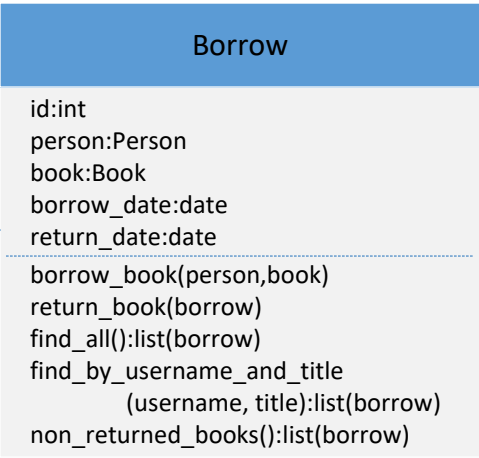 Borrow
id:int
person:Person
book:Book
borrow_date:date
return_date:date
borrow_book(person,book)
return_book(borrow)
find_all():list(borrow)
find_by_username_and_title
(username, title):list(borrow)
non_returned_books():list(borrow)